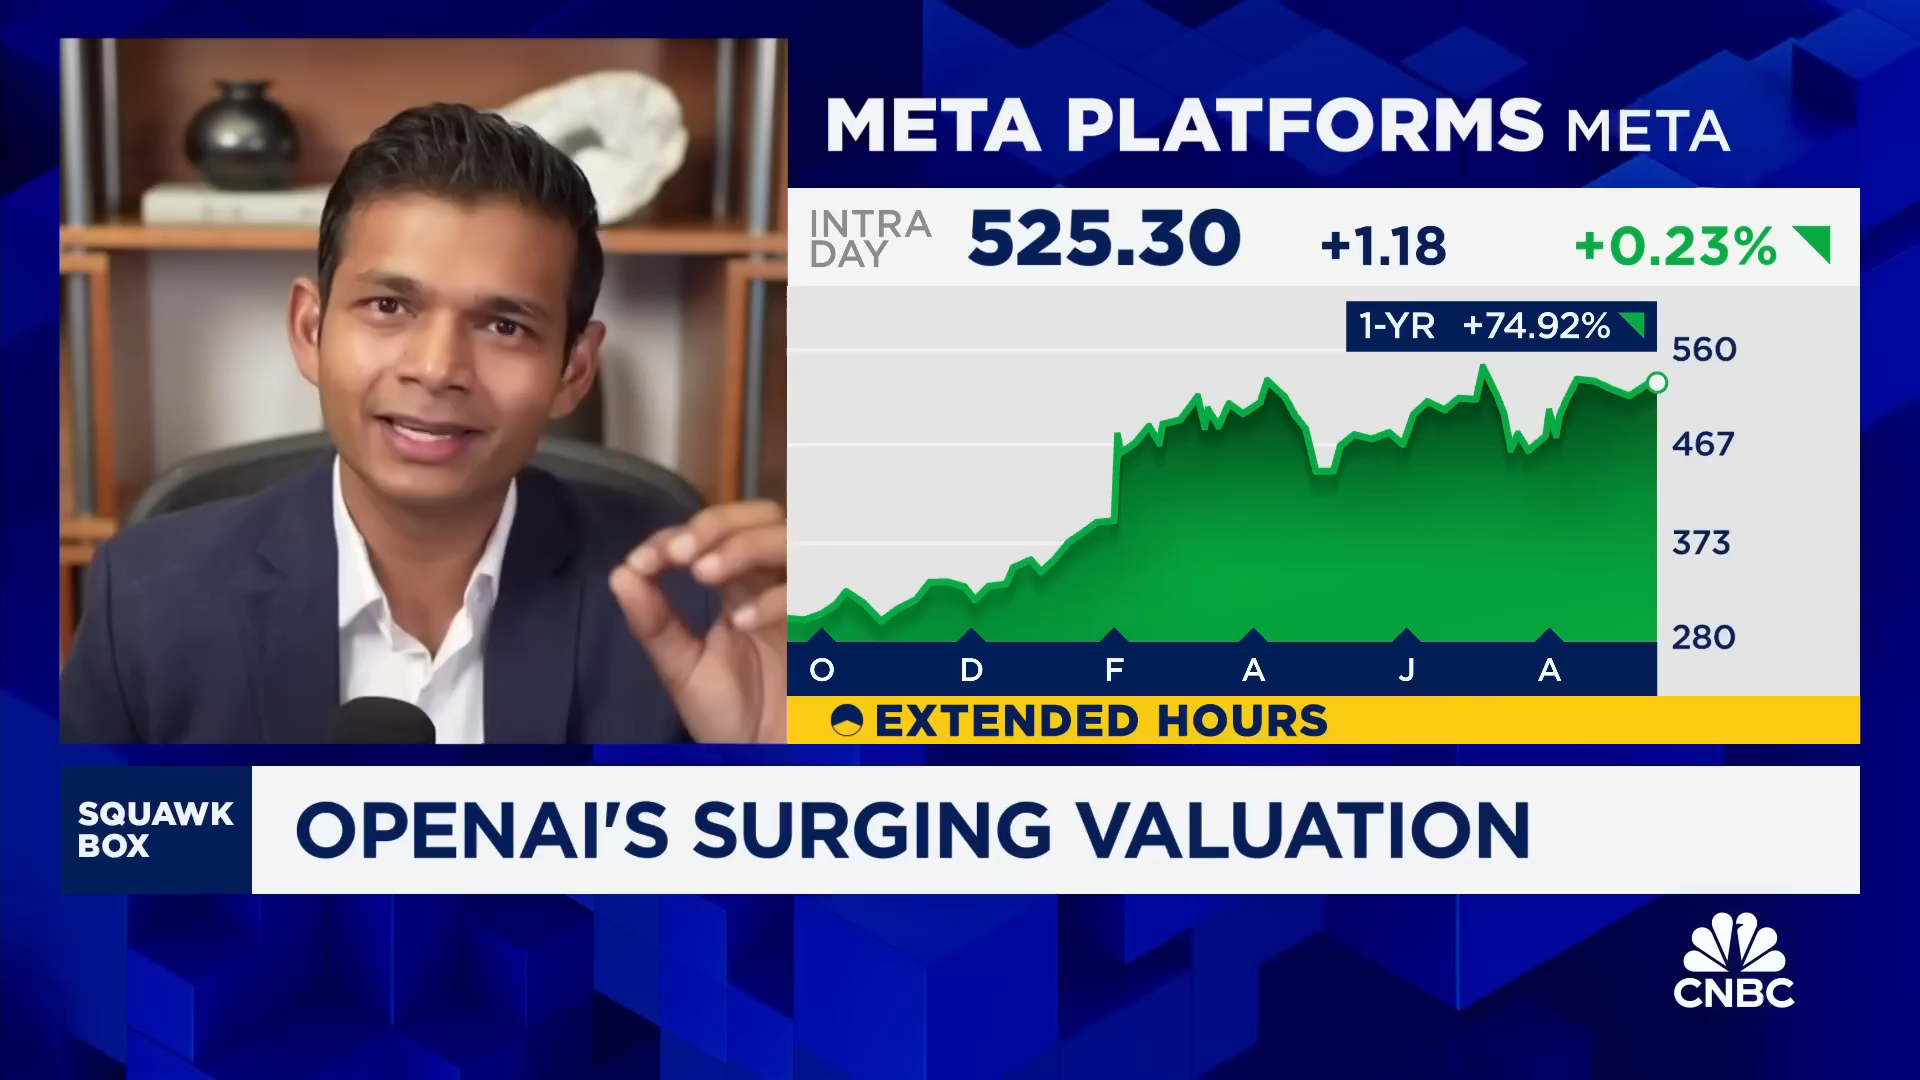 META PLATFORMS META
INTRA
DAY
525.30 +1.18 +0.23%
1-YR +74.92%
560
467
373
280
O D F A J A
EXTENDED HOURS
SQUAWK
BOX
OPENAI'S SURGING VALUATION
CNBC